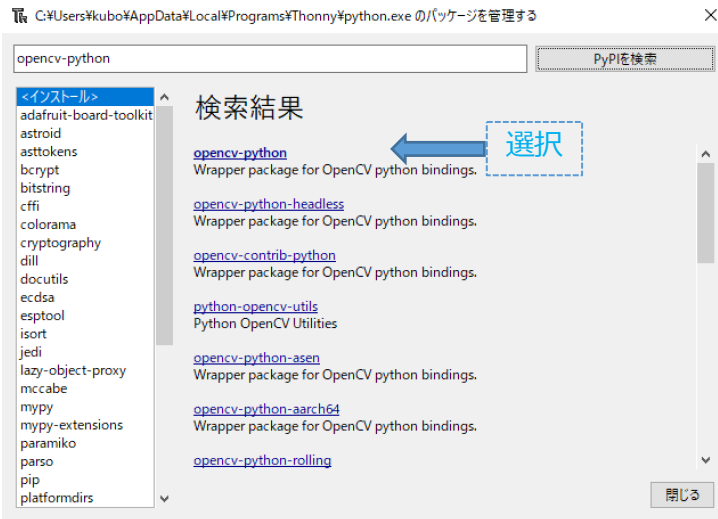 C:¥Users¥kubo¥AppData¥Local¥Programs¥Thonny¥python.exe のパッケージを管理する
opencv-python
PyPIを検索
<インストール>
adafruit-board-toolkit
astroid
asttokens
bcrypt
bitstring
cffi
colorama
cryptography
dill
docutils
ecdsa
esptool
isort
jedi
lazy-object-proxy
mccabe
mypy
mypy-extensions
paramiko
parso
pip
platformdirs
検索結果
選択
opencv-python
Wrapper package for OpenCV python bindings.
opencv-python-headless
Wrapper package for OpenCV python bindings.
opencv-contrib-python
Wrapper package for OpenCV python bindings.
python-opencv-utils
Python OpenCV Utilities
opencv-python-asen
Wrapper package for OpenCV python bindings.
opencv-python-aarch64
Wrapper package for OpenCV python bindings.
opencv-python-rolling
閉じる